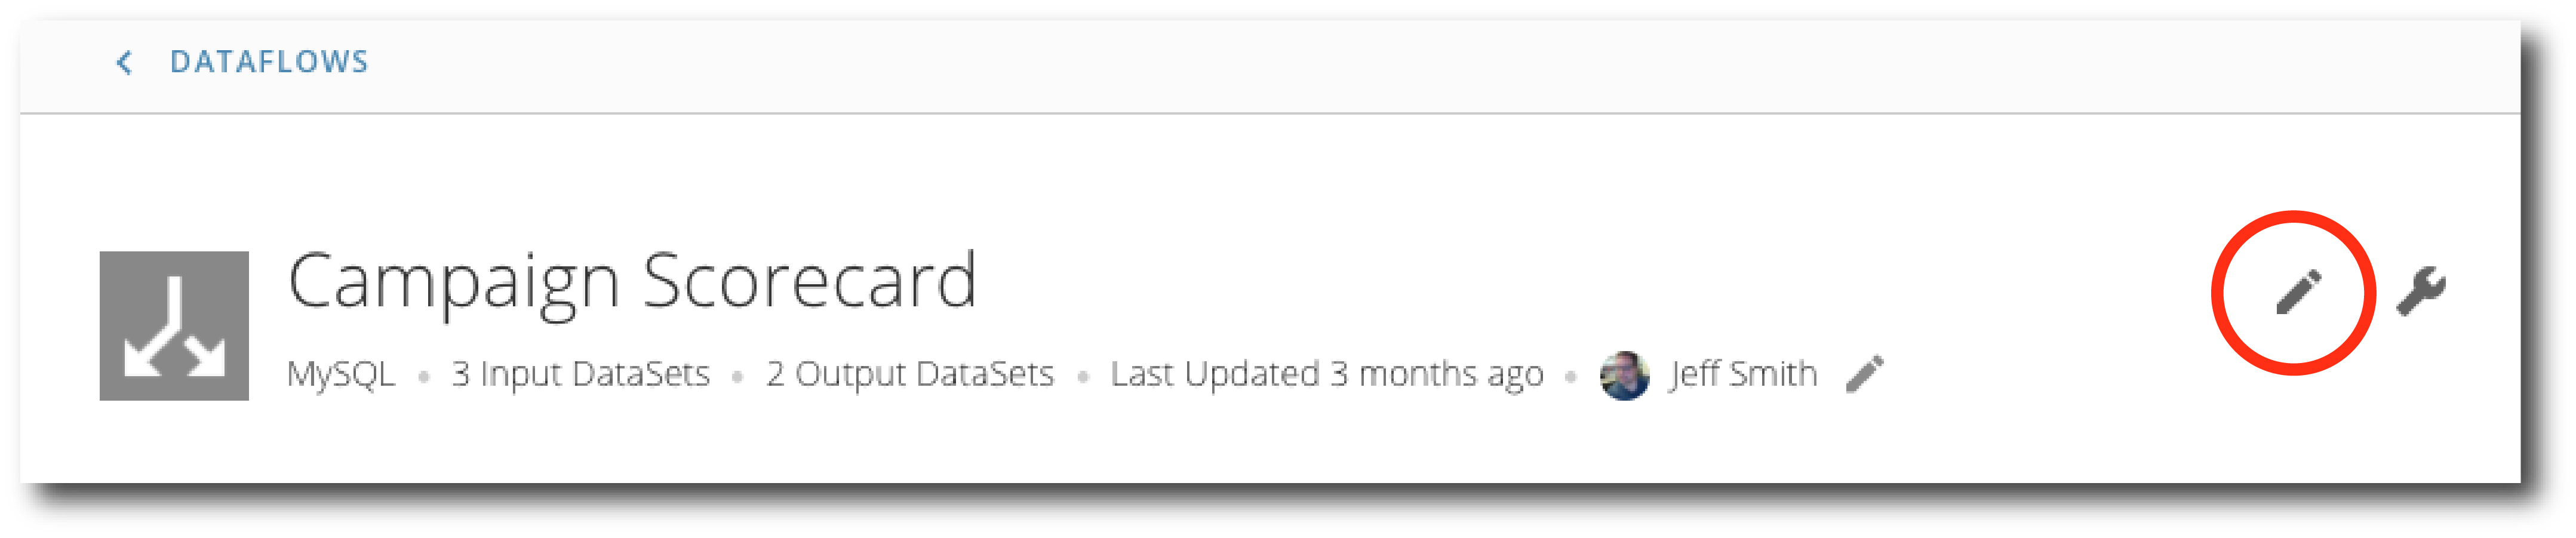 DATAFLOWS
Campaign Scorecard
MySQL • 3 Input DataSets • 2 Output DataSets • Last Updated 3 months ago • Jeff Smith